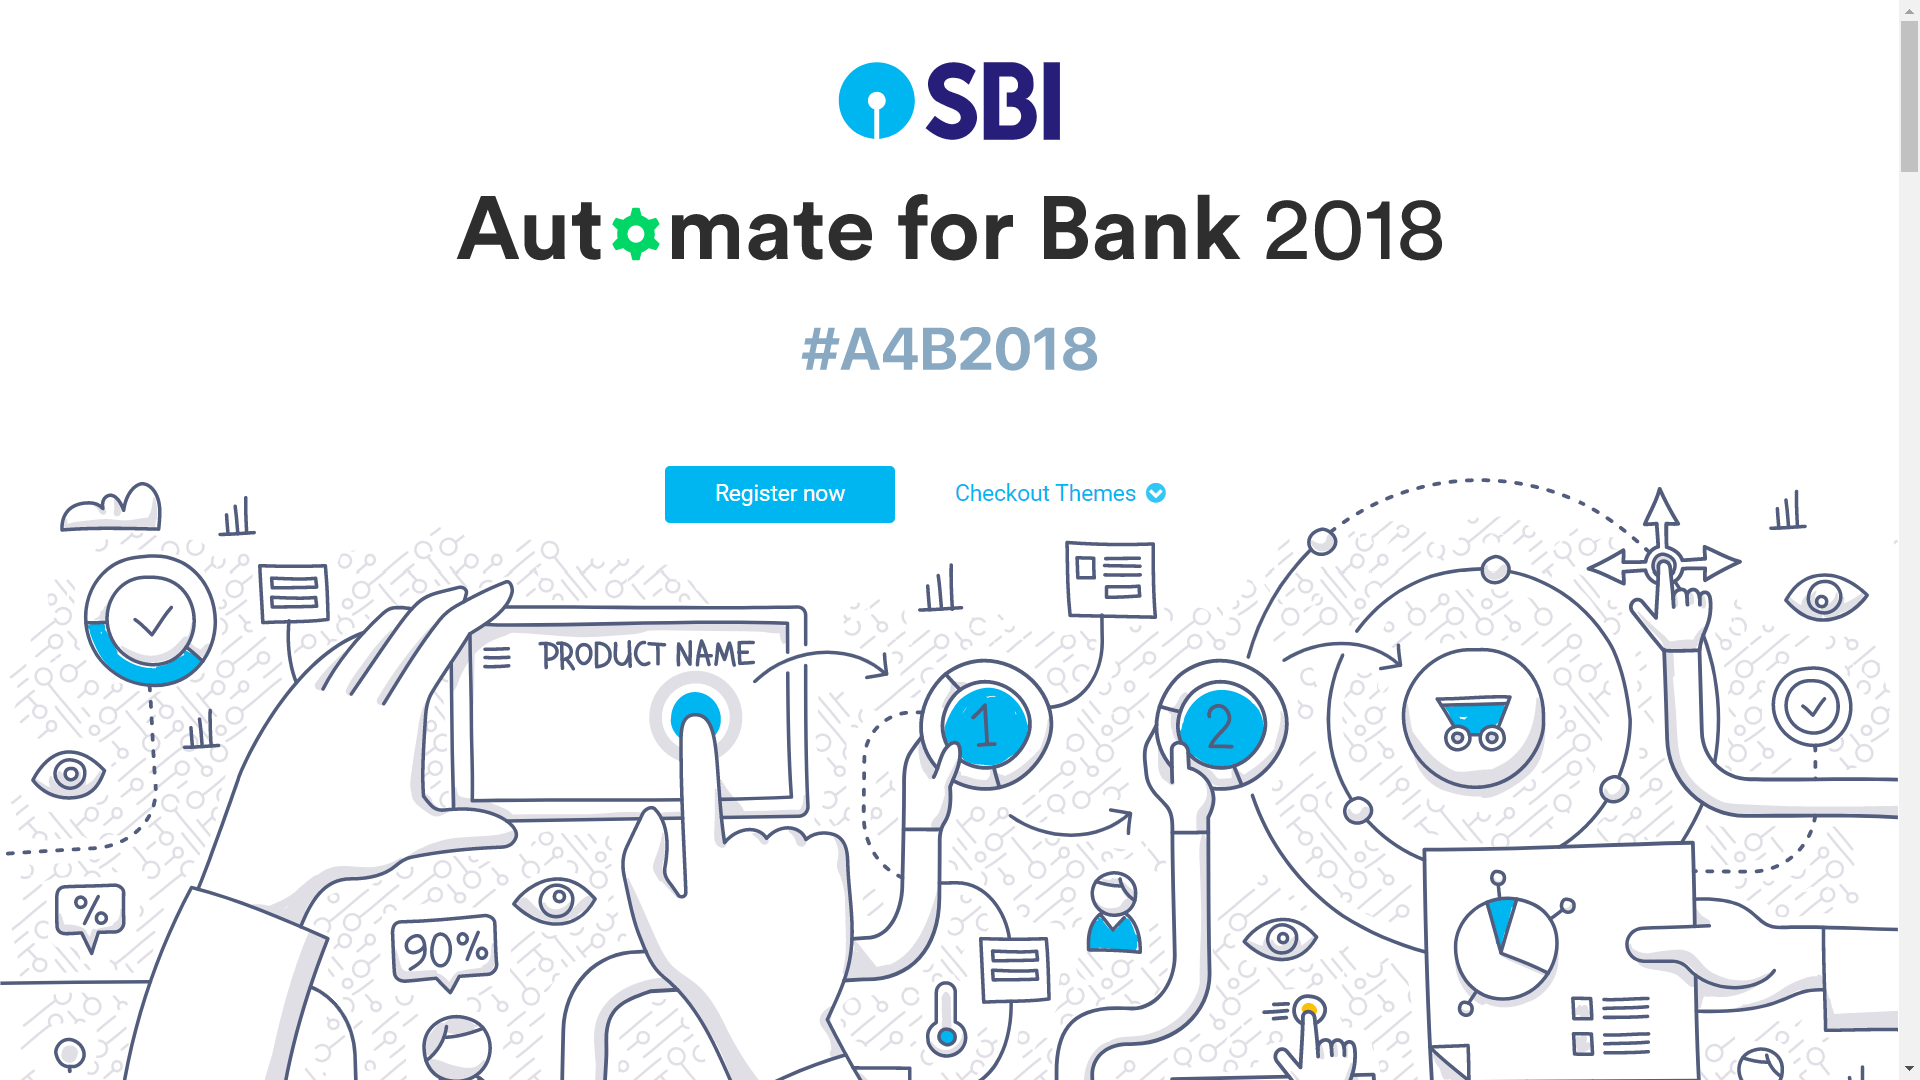 SBI
Automate for Bank 2018
#A4B2018
Register now
Checkout Themes
PRODUCT NAME
1
2
%
90%